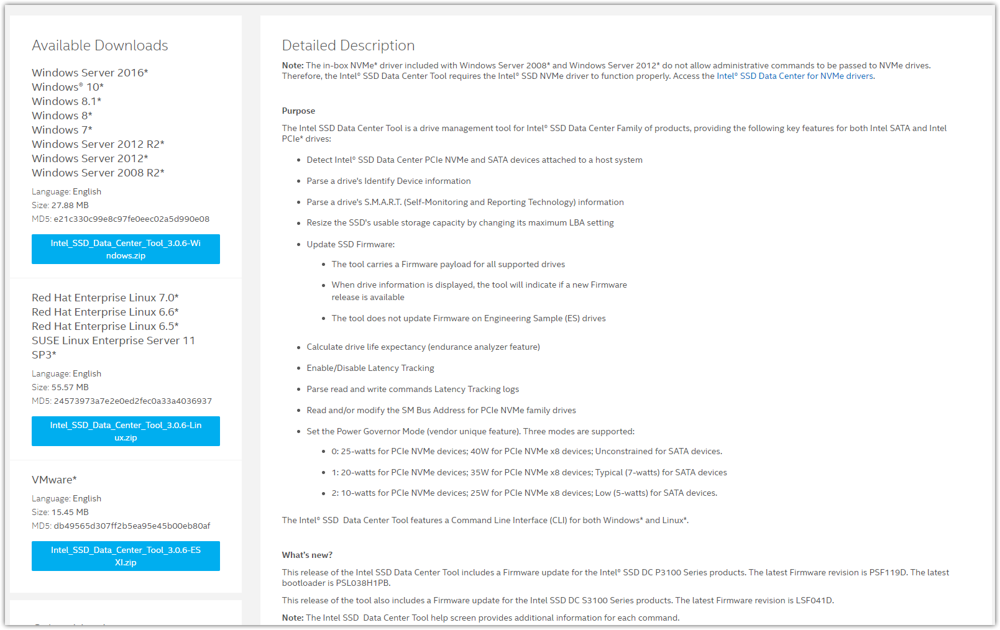 Available Downloads
Windows Server 2016*
Windows® 10*
Windows 8.1*
Windows 8*
Windows 7*
Windows Server 2012 R2*
Windows Server 2012*
Windows Server 2008 R2*
Language: English
Size: 27.88 MB
MD5: e21c330c99e8c97fe0eec02a5d990e08
Intel_SSD_Data_Center_Tool_3.0.6-Wi
ndows.zip
Red Hat Enterprise Linux 7.0*
Red Hat Enterprise Linux 6.6*
Red Hat Enterprise Linux 6.5*
SUSE Linux Enterprise Server 11
SP3*
Language: English
Size: 55.57 MB
MD5: 24573973a7e2e0ed2fec0a33a4036937
Intel_SSD_Data_Center_Tool_3.0.6-Lin
ux.zip
VMware*
Language: English
Size: 15.45 MB
MD5: db49565d307ff2b5ea95e45b00eb80af
Intel_SSD_Data_Center_Tool_3.0.6-ES
XI.zip
Detailed Description
Note: The in-box NVMe* driver included with Windows Server 2008* and Windows Server 2012* do not allow administrative commands to be passed to NVMe drives.
Therefore, the Intel® SSD Data Center Tool requires the Intel® SSD NVMe driver to function properly. Access the Intel® SSD Data Center for NVMe drivers.
Purpose
The Intel SSD Data Center Tool is a drive management tool for Intel® SSD Data Center Family of products, providing the following key features for both Intel SATA and Intel
PCIe* drives:
• Detect Intel® SSD Data Center PCIe NVMe and SATA devices attached to a host system
• Parse a drive's Identify Device information
• Parse a drive's S.M.A.R.T. (Self-Monitoring and Reporting Technology) information
• Resize the SSD's usable storage capacity by changing its maximum LBA setting
• Update SSD Firmware:
• The tool carries a Firmware payload for all supported drives
• When drive information is displayed, the tool will indicate if a new Firmware
release is available
• The tool does not update Firmware on Engineering Sample (ES) drives
• Calculate drive life expectancy (endurance analyzer feature)
• Enable/Disable Latency Tracking
• Parse read and write commands Latency Tracking logs
• Read and/or modify the SM Bus Address for PCIe NVMe family drives
• Set the Power Governor Mode (vendor unique feature). Three modes are supported:
• 0: 25-watts for PCIe NVMe devices; 40W for PCIe NVMe x8 devices; Unconstrained for SATA devices.
• 1: 20-watts for PCIe NVMe devices; 35W for PCIe NVMe x8 devices; Typical (7-watts) for SATA devices
• 2: 10-watts for PCIe NVMe devices; 25W for PCIe NVMe x8 devices; Low (5-watts) for SATA devices.
The Intel® SSD  Data Center Tool features a Command Line Interface (CLI) for both Windows* and Linux*.
What's new?
This release of the Intel SSD Data Center Tool includes a Firmware update for the Intel® SSD DC P3100 Series products. The latest Firmware revision is PSF119D. The latest
bootloader is PSL038H1PB.
This release of the tool also includes a Firmware update for the Intel SSD DC S3100 Series products. The latest Firmware revision is LSF041D.
Note: The Intel SSD  Data Center Tool help screen provides additional information for each command.